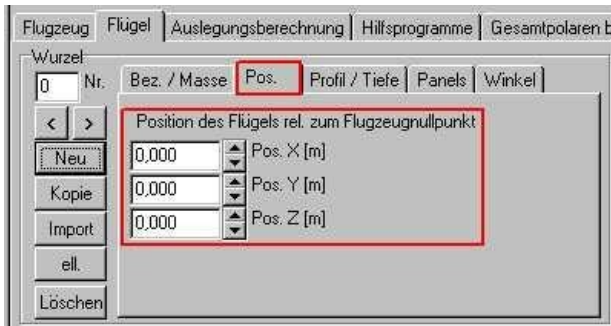 Flugzeug Flügel Auslegungsberechnung Hilfsprogramme Gesamtpolaren b
Wurzel
0 Nr. Bez. / Masse Pos. Profil / Tiefe Panels Winkel
< >
Position des Flügels rel. zum Flugzeugnullpunkt
Neu 0,000 Pos. X [m]
Kopie 0,000 Pos. Y [m]
Import 0,000 Pos. Z [m]
ell.
Löschen